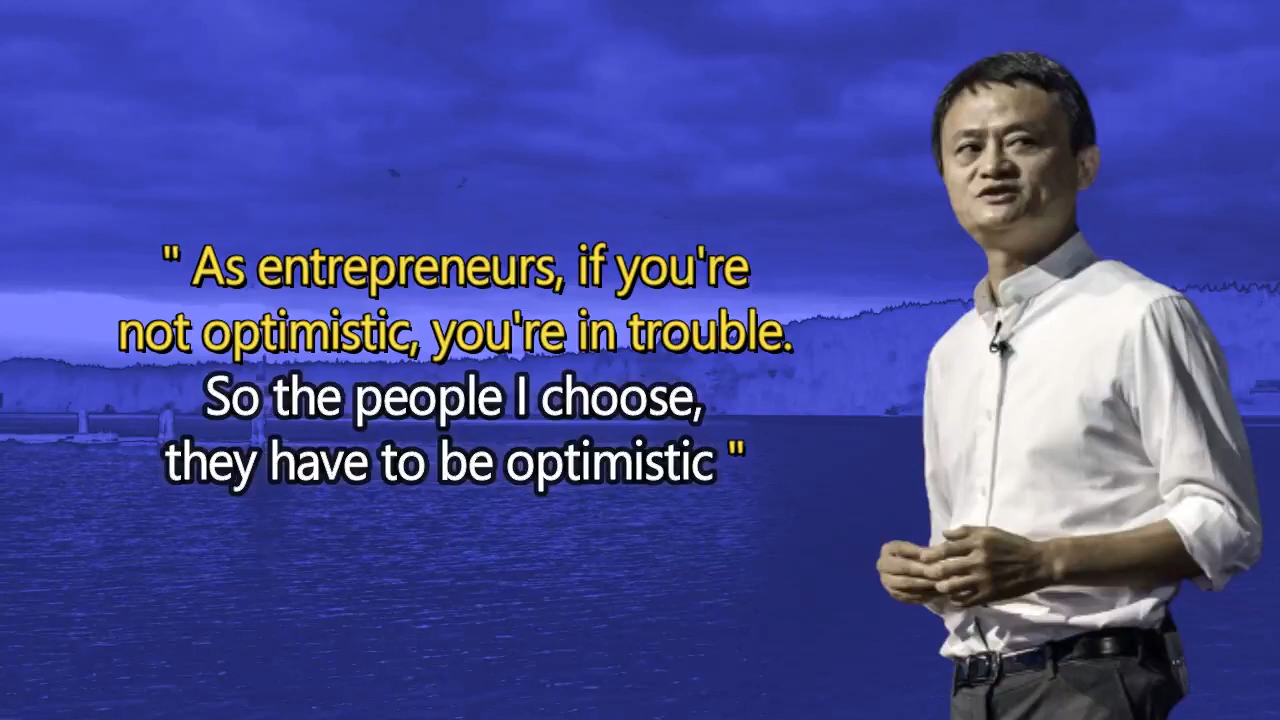 " As entrepreneurs, if you're
not optimistic, you're in trouble.
So the people I choose,
they have to be optimistic "